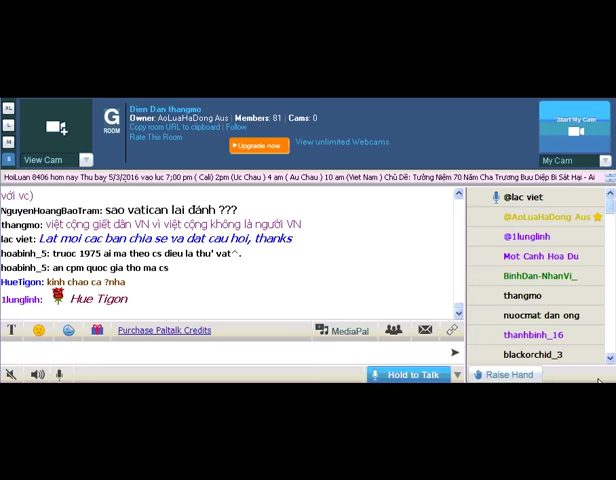 XL
L
M
S
G
ROOM
Dien Dan thangmo
Owner: AoLuaHaDong Aus | Members: 81 | Cams: 0
Copy room URL to clipboard | Follow
Rate This Room
Upgrade now
View unlimited Webcams
Start My Cam
View Cam
My Cam
HoiLuan 8406 hom nay Thu bay 5/3/2016 vao luc 7;00 pm ( Cali) 2pm (Uc Chau ) 4 am ( Au Chau ) 10 am (Viet Nam ) Chủ Đề: Tưởng Niệm 70 Năm Cha Trương Buu Diệp Bi Sát Hại - Ai
với vc)
NguyenHoangBaoTram: sao vatican lai đánh ???
thangmo: việt cộng giết dân VN vì việt cộng không là người VN
lac viet: Lat moi cac ban chia se va dat cau hoi, thanks
hoabinh_5: truoc 1975 ai ma theo cs dieu la thu' vat^.
hoabinh_5: an cpm quoc gia tho ma cs
HueTigon: kinh chao ca ?nha
1lunglinh: Hue Tigon
@lac viet
@AoLuaHaDong Aus
@1lunglinh
Mot Canh Hoa Du
BinhDan-NhanVi_
thangmo
nuocmat dan ong
thanhbinh_16
blackorchid_3
T
Purchase Paltalk Credits
MediaPal
Hold to Talk
Raise Hand